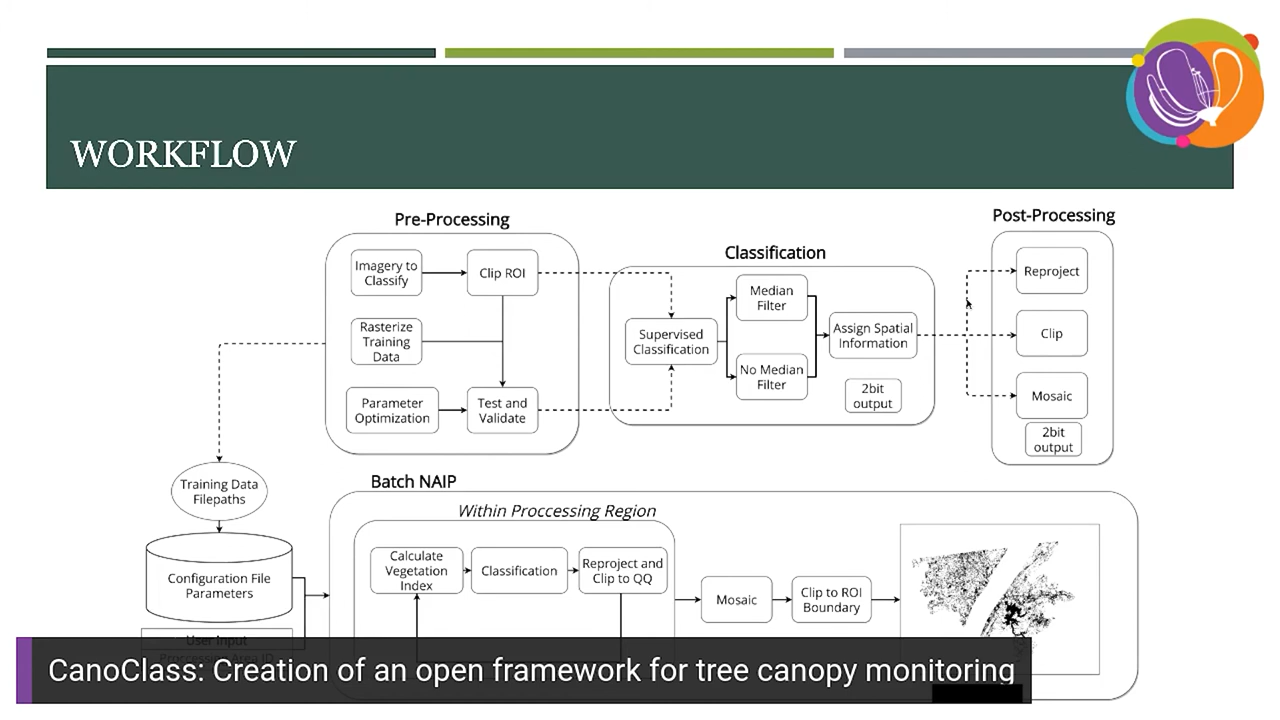 WORKFLOW
Pre-Processing
Imagery to
Classify
Clip ROI
Rasterize
Training
Data
Parameter
Optimization
Test and
Validate
Classification
Supervised
Classification
Median
Filter
No Median
Filter
Assign Spatial
Information
2bit
output
Post-Processing
Reproject
Clip
Mosaic
2bit
output
Training Data
Filepaths
Configuration File
Parameters
User Input
Batch NAIP
Within Proccessing Region
Calculate
Vegetation
Index
Classification
Reproject and
Clip to QQ
Mosaic
Clip to ROI
Boundary
CanoClass: Creation of an open framework for tree canopy monitoring